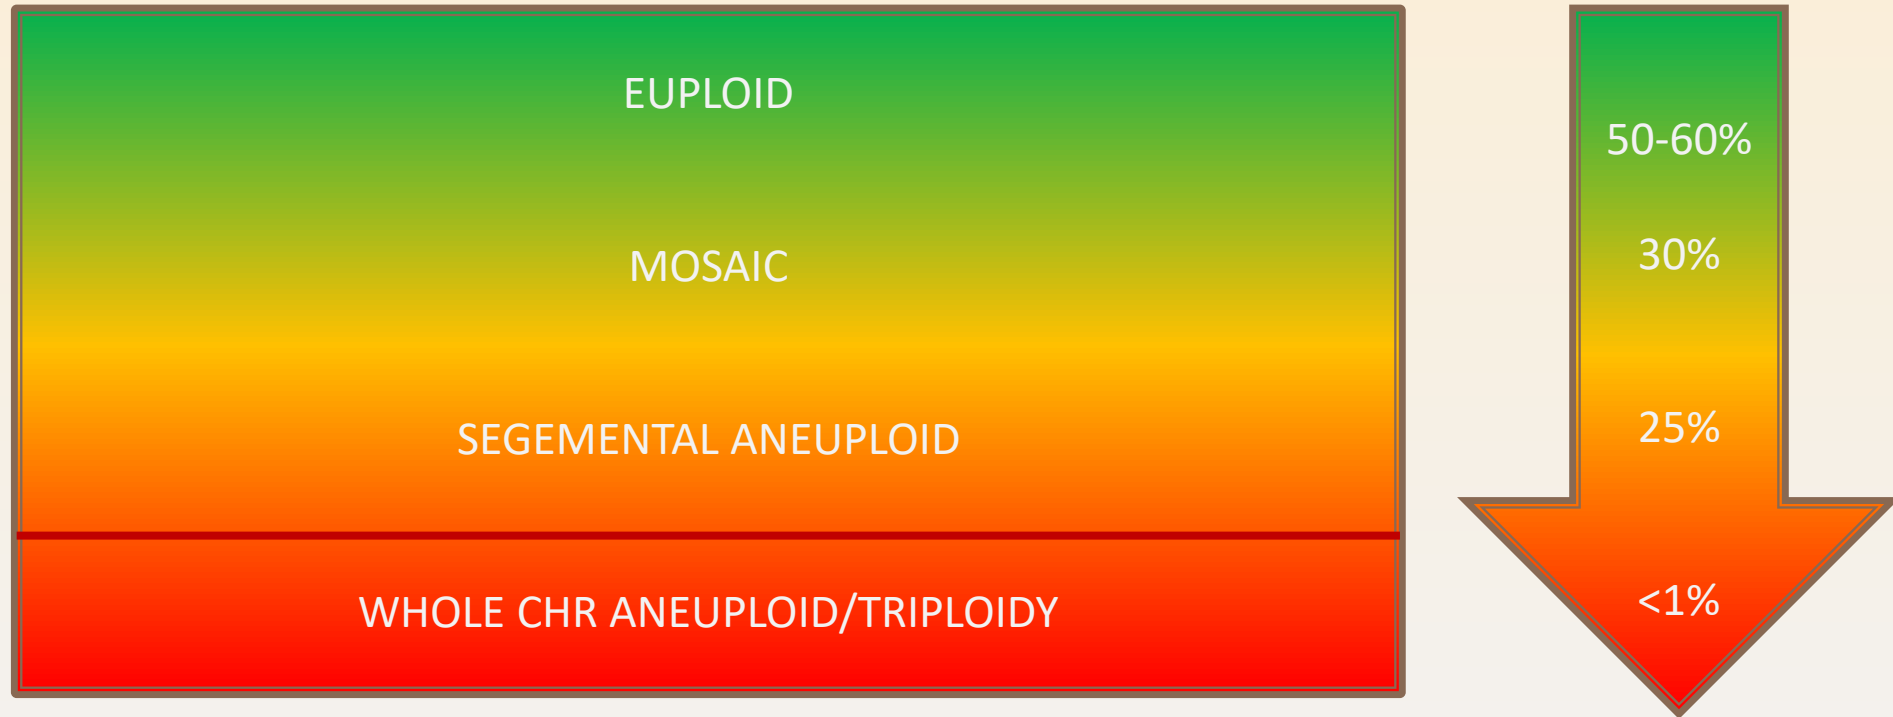 EUPLOID
MOSAIC
SEGEMENTAL ANEUPLOID
WHOLE CHR ANEUPLOID/TRIPLOIDY
50-60%
30%
25%
<1%